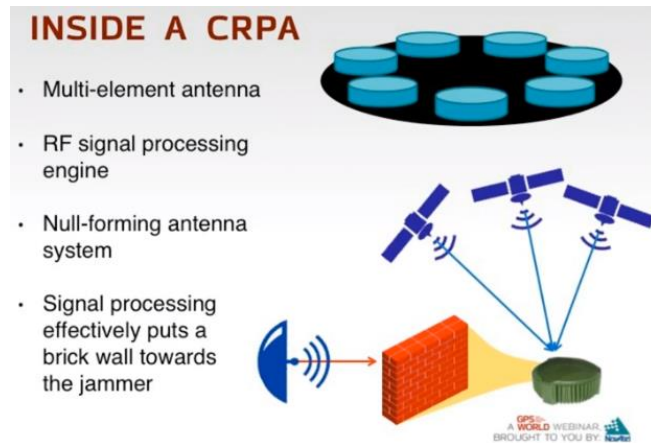 INSIDE A CRPA
• Multi-element antenna
• RF signal processing
engine
• Null-forming antenna
system
• Signal processing
effectively puts a
brick wall towards
the jammer
GPS
A WORLD WEBINAR
BROUGHT TO YOU BY:
NovAtel